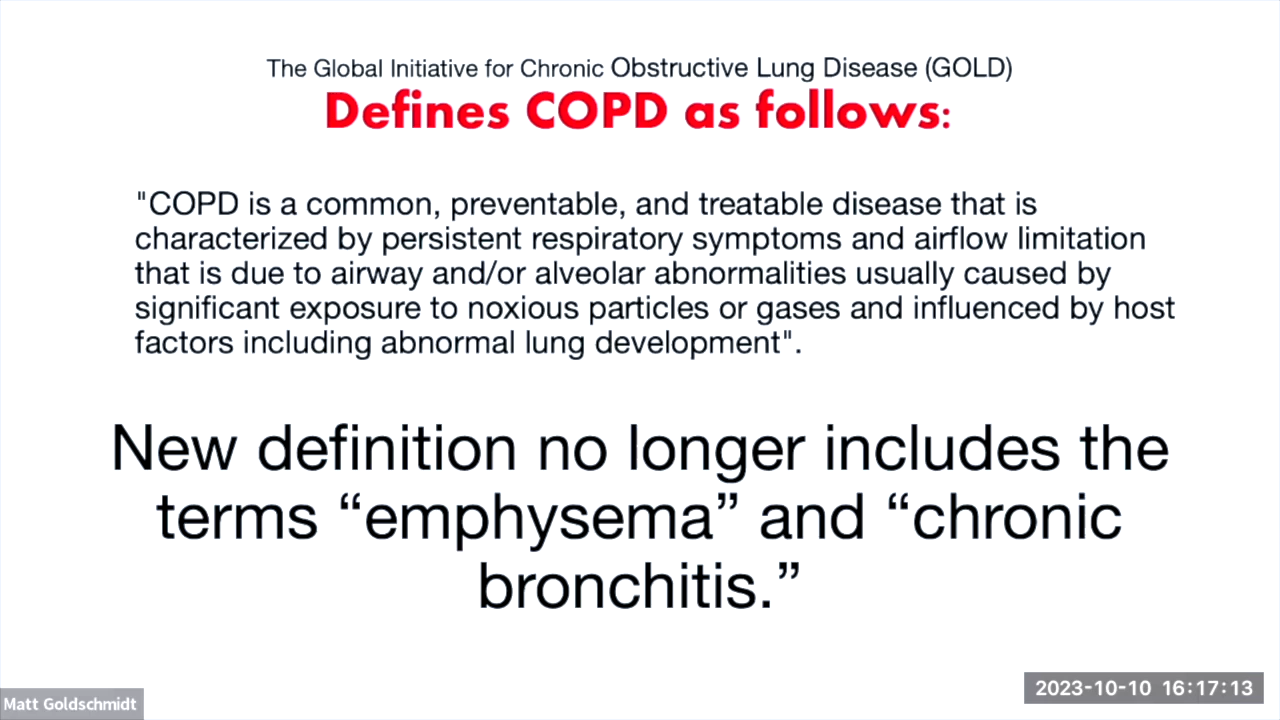 The Global Initiative for Chronic Obstructive Lung Disease (GOLD)
Defines COPD as follows:
"COPD is a common, preventable, and treatable disease that is
characterized by persistent respiratory symptoms and airflow limitation
that is due to airway and/or alveolar abnormalities usually caused by
significant exposure to noxious particles or gases and influenced by host
factors including abnormal lung development".
New definition no longer includes the
terms “emphysema” and “chronic
bronchitis.”
Matt Goldschmidt
2023-10-10 16:17:13